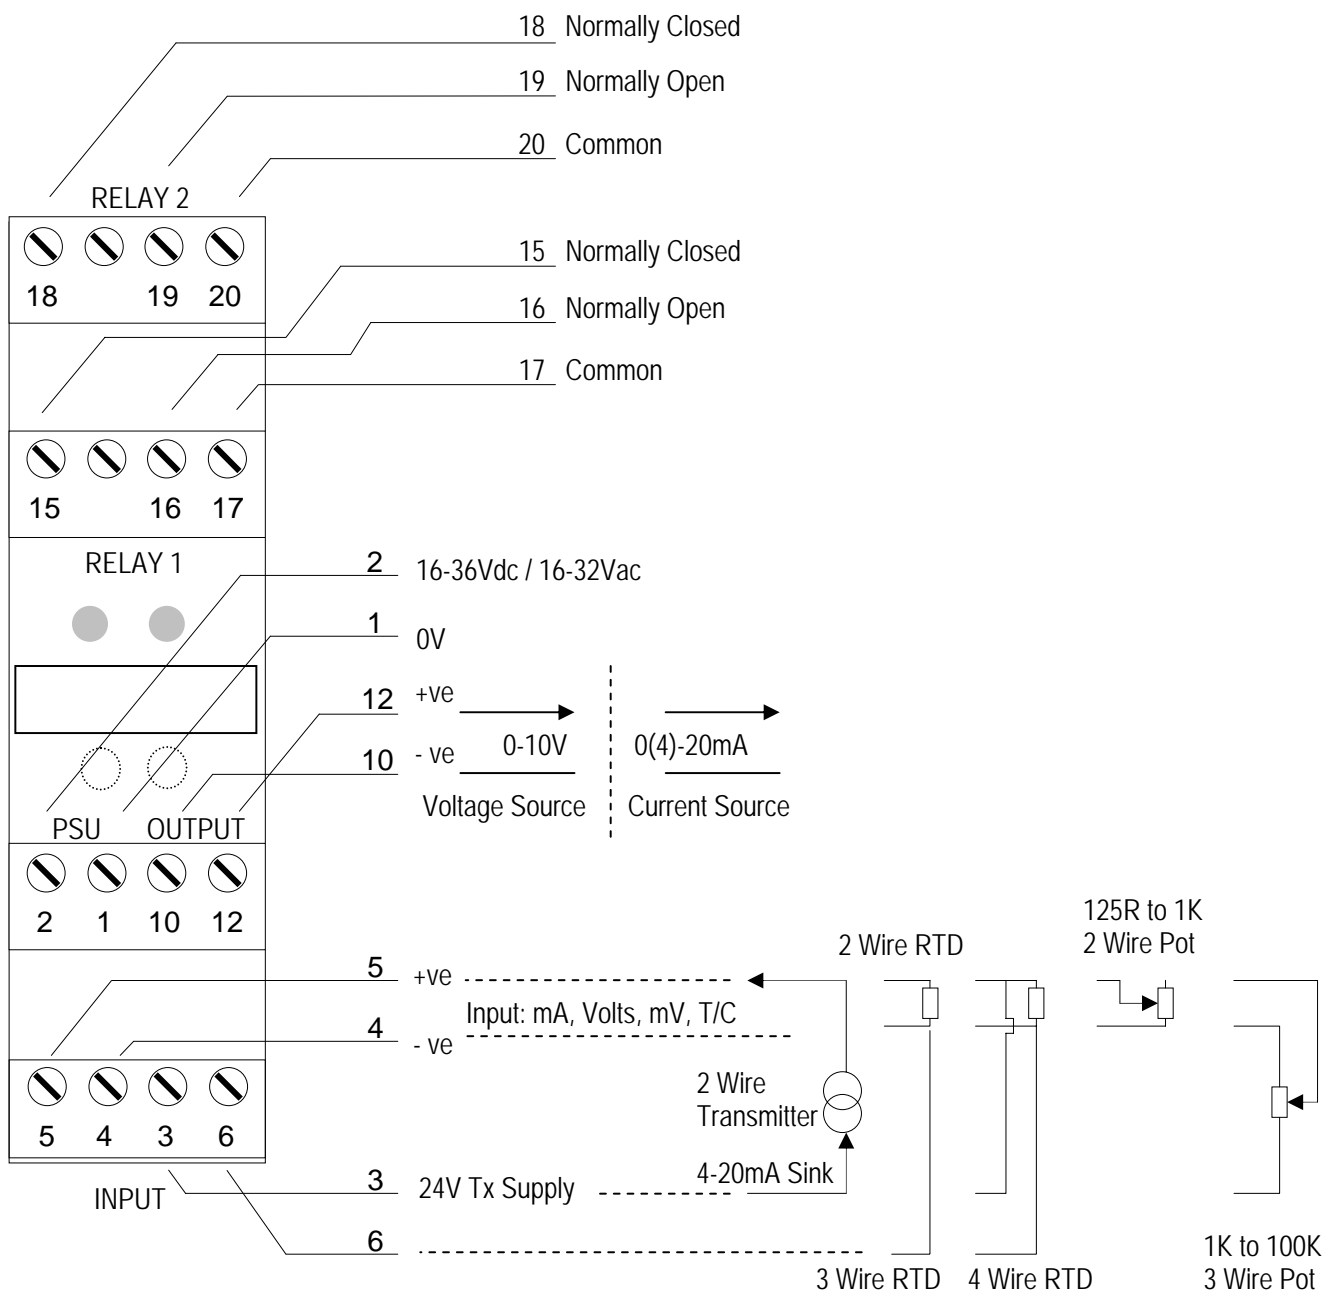 18 Normally Closed
19 Normally Open
20 Common
RELAY 2
18 19 20
15 Normally Closed
16 Normally Open
17 Common
15 16 17
RELAY 1
2 16-36Vdc / 16-32Vac
1 0V
12 +ve
10 - ve
0-10V
0(4)-20mA
Voltage Source
Current Source
PSU OUTPUT
2 1 10 12
5 +ve
4 - ve
Input: mA, Volts, mV, T/C
2 Wire RTD
125R to 1K
2 Wire Pot
2 Wire
Transmitter
5 4 3 6
INPUT
3 24V Tx Supply
4-20mA Sink
6
3 Wire RTD
4 Wire RTD
1K to 100K
3 Wire Pot